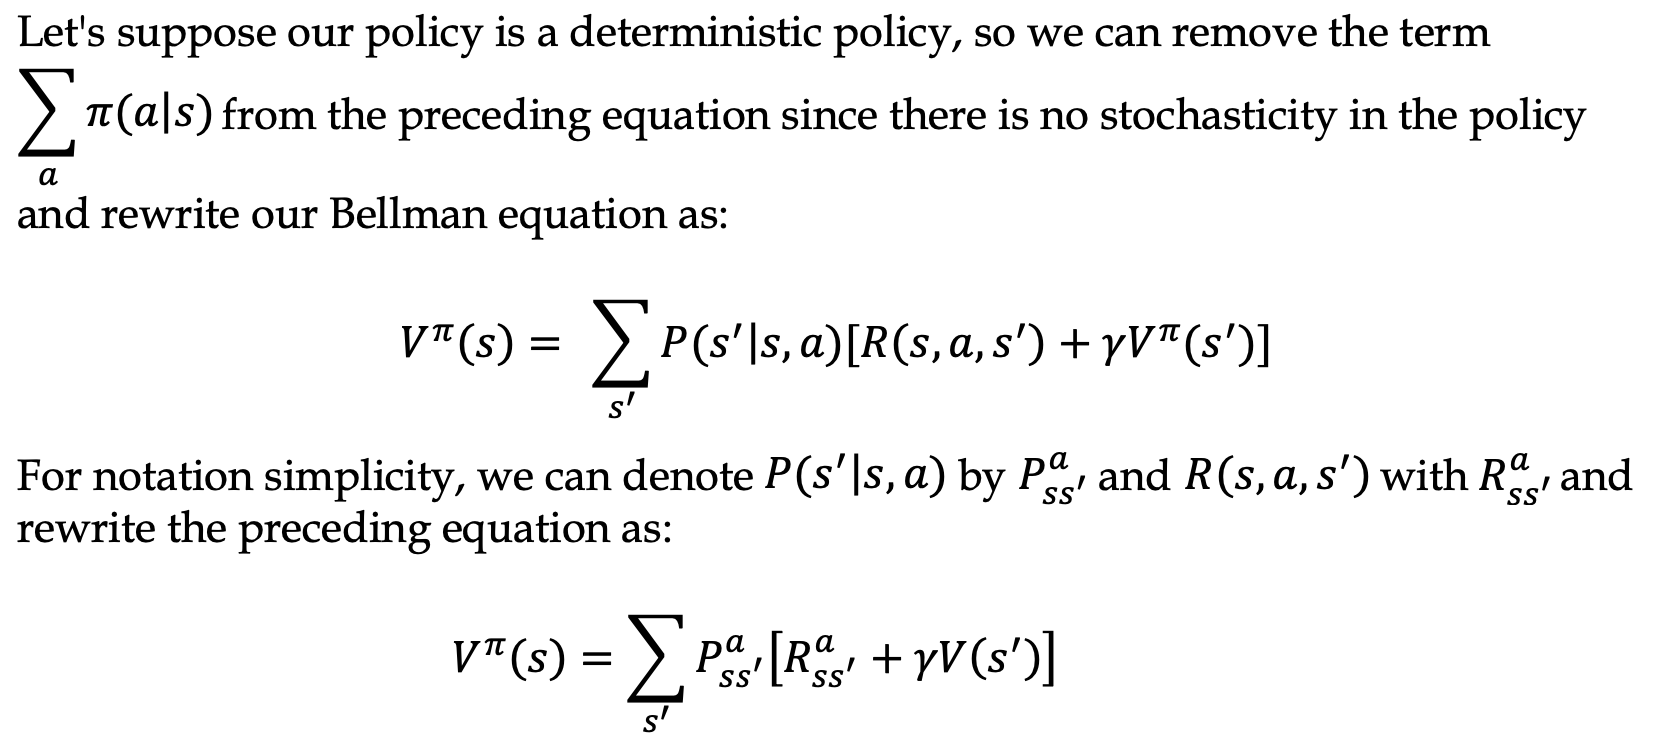 Let's suppose our policy is a deterministic policy, so we can remove the term
∑_a π(a|s) from the preceding equation since there is no stochasticity in the policy
and rewrite our Bellman equation as:
V^π(s) = ∑_{s′} P(s′|s, a)[R(s, a, s′) + γV^π(s′)]
For notation simplicity, we can denote P(s′|s, a) by P^a_{ss′} and R(s, a, s′) with R^a_{ss′} and
rewrite the preceding equation as:
V^π(s) = ∑_{s′} P^a_{ss′}[R^a_{ss′} + γV(s′)]